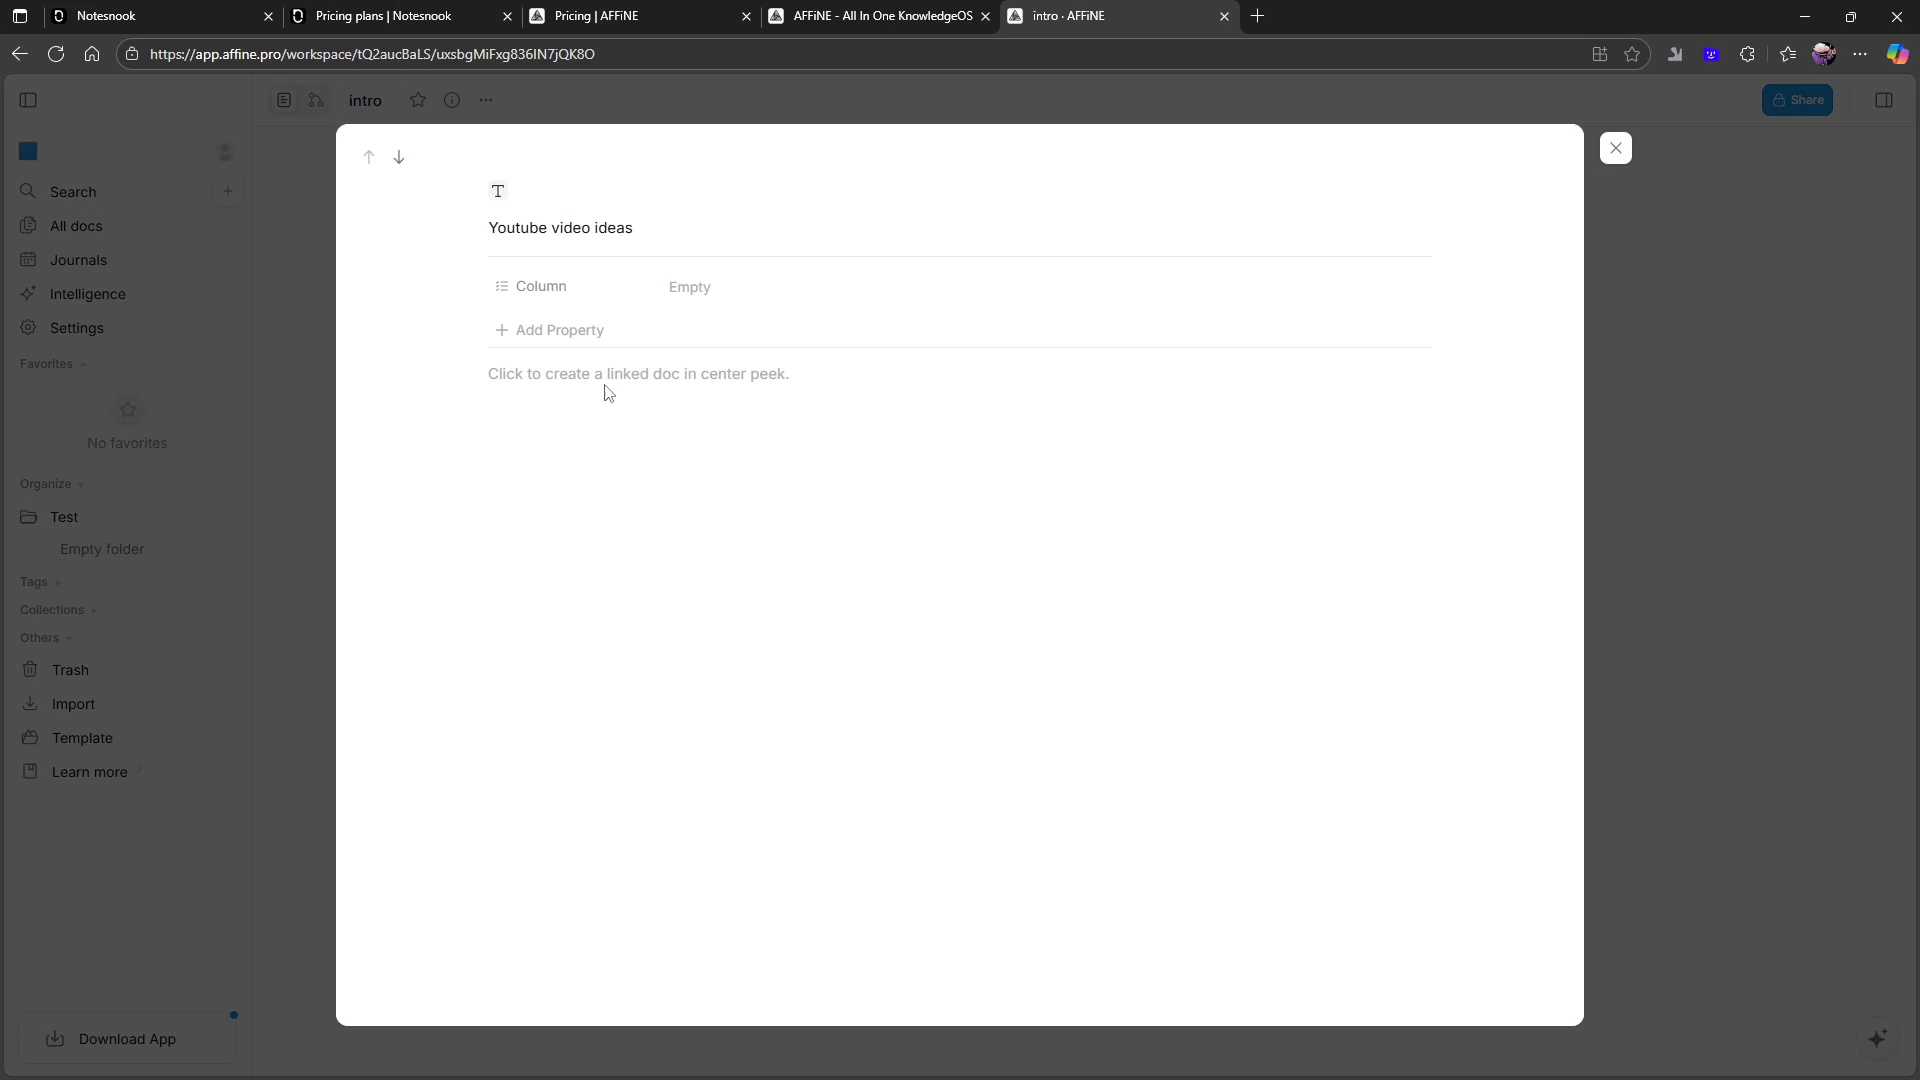 Notesnook
Pricing plans | Notesnook
Pricing | AFFiNE
AFFiNE - All In One KnowledgeOS
intro · AFFiNE
https://app.affine.pro/workspace/tQ2aucBaLS/uxsbgMiFxg836IN7jQK8O
intro
Share
Search
All docs
Journals
Intelligence
Settings
Favorites
No favorites
Organize
Test
Empty folder
Tags
Collections
Others
Trash
Import
Template
Learn more
Download App
T
Youtube video ideas
Column Empty
Add Property
Click to create a linked doc in center peek.